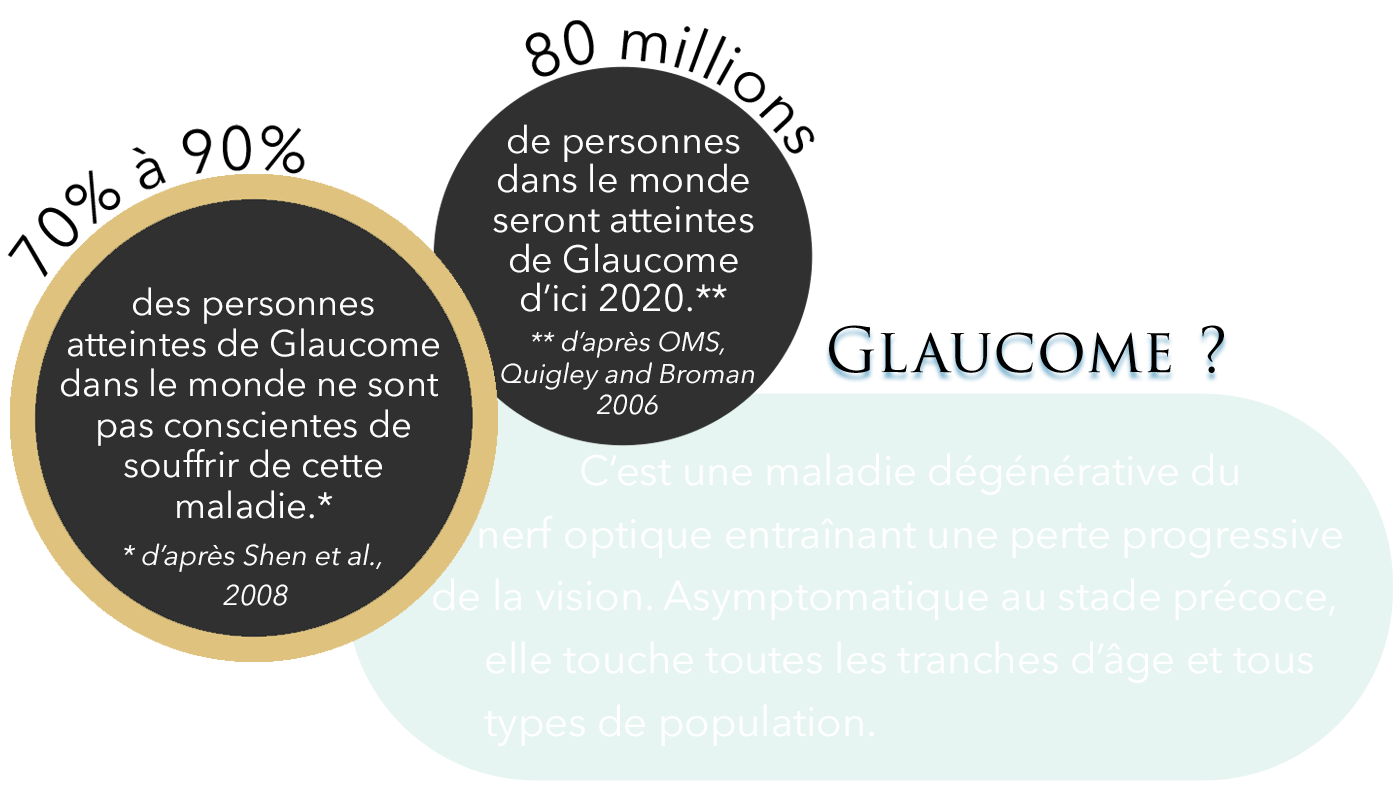 80 millions
de personnes
dans le monde
seront atteintes
de Glaucome
d’ici 2020.**
** d’après OMS,
Quigley and Broman
2006
70% à 90%
des personnes
atteintes de Glaucome
dans le monde ne sont
pas conscientes de
souffrir de cette
maladie.*
* d’après Shen et al.,
2008
GLAUCOME ?
C’est une maladie dégénérative du
nerf optique entraînant une perte progressive
de la vision. Asymptomatique au stade précoce,
elle touche toutes les tranches d’âge et tous
types de population.